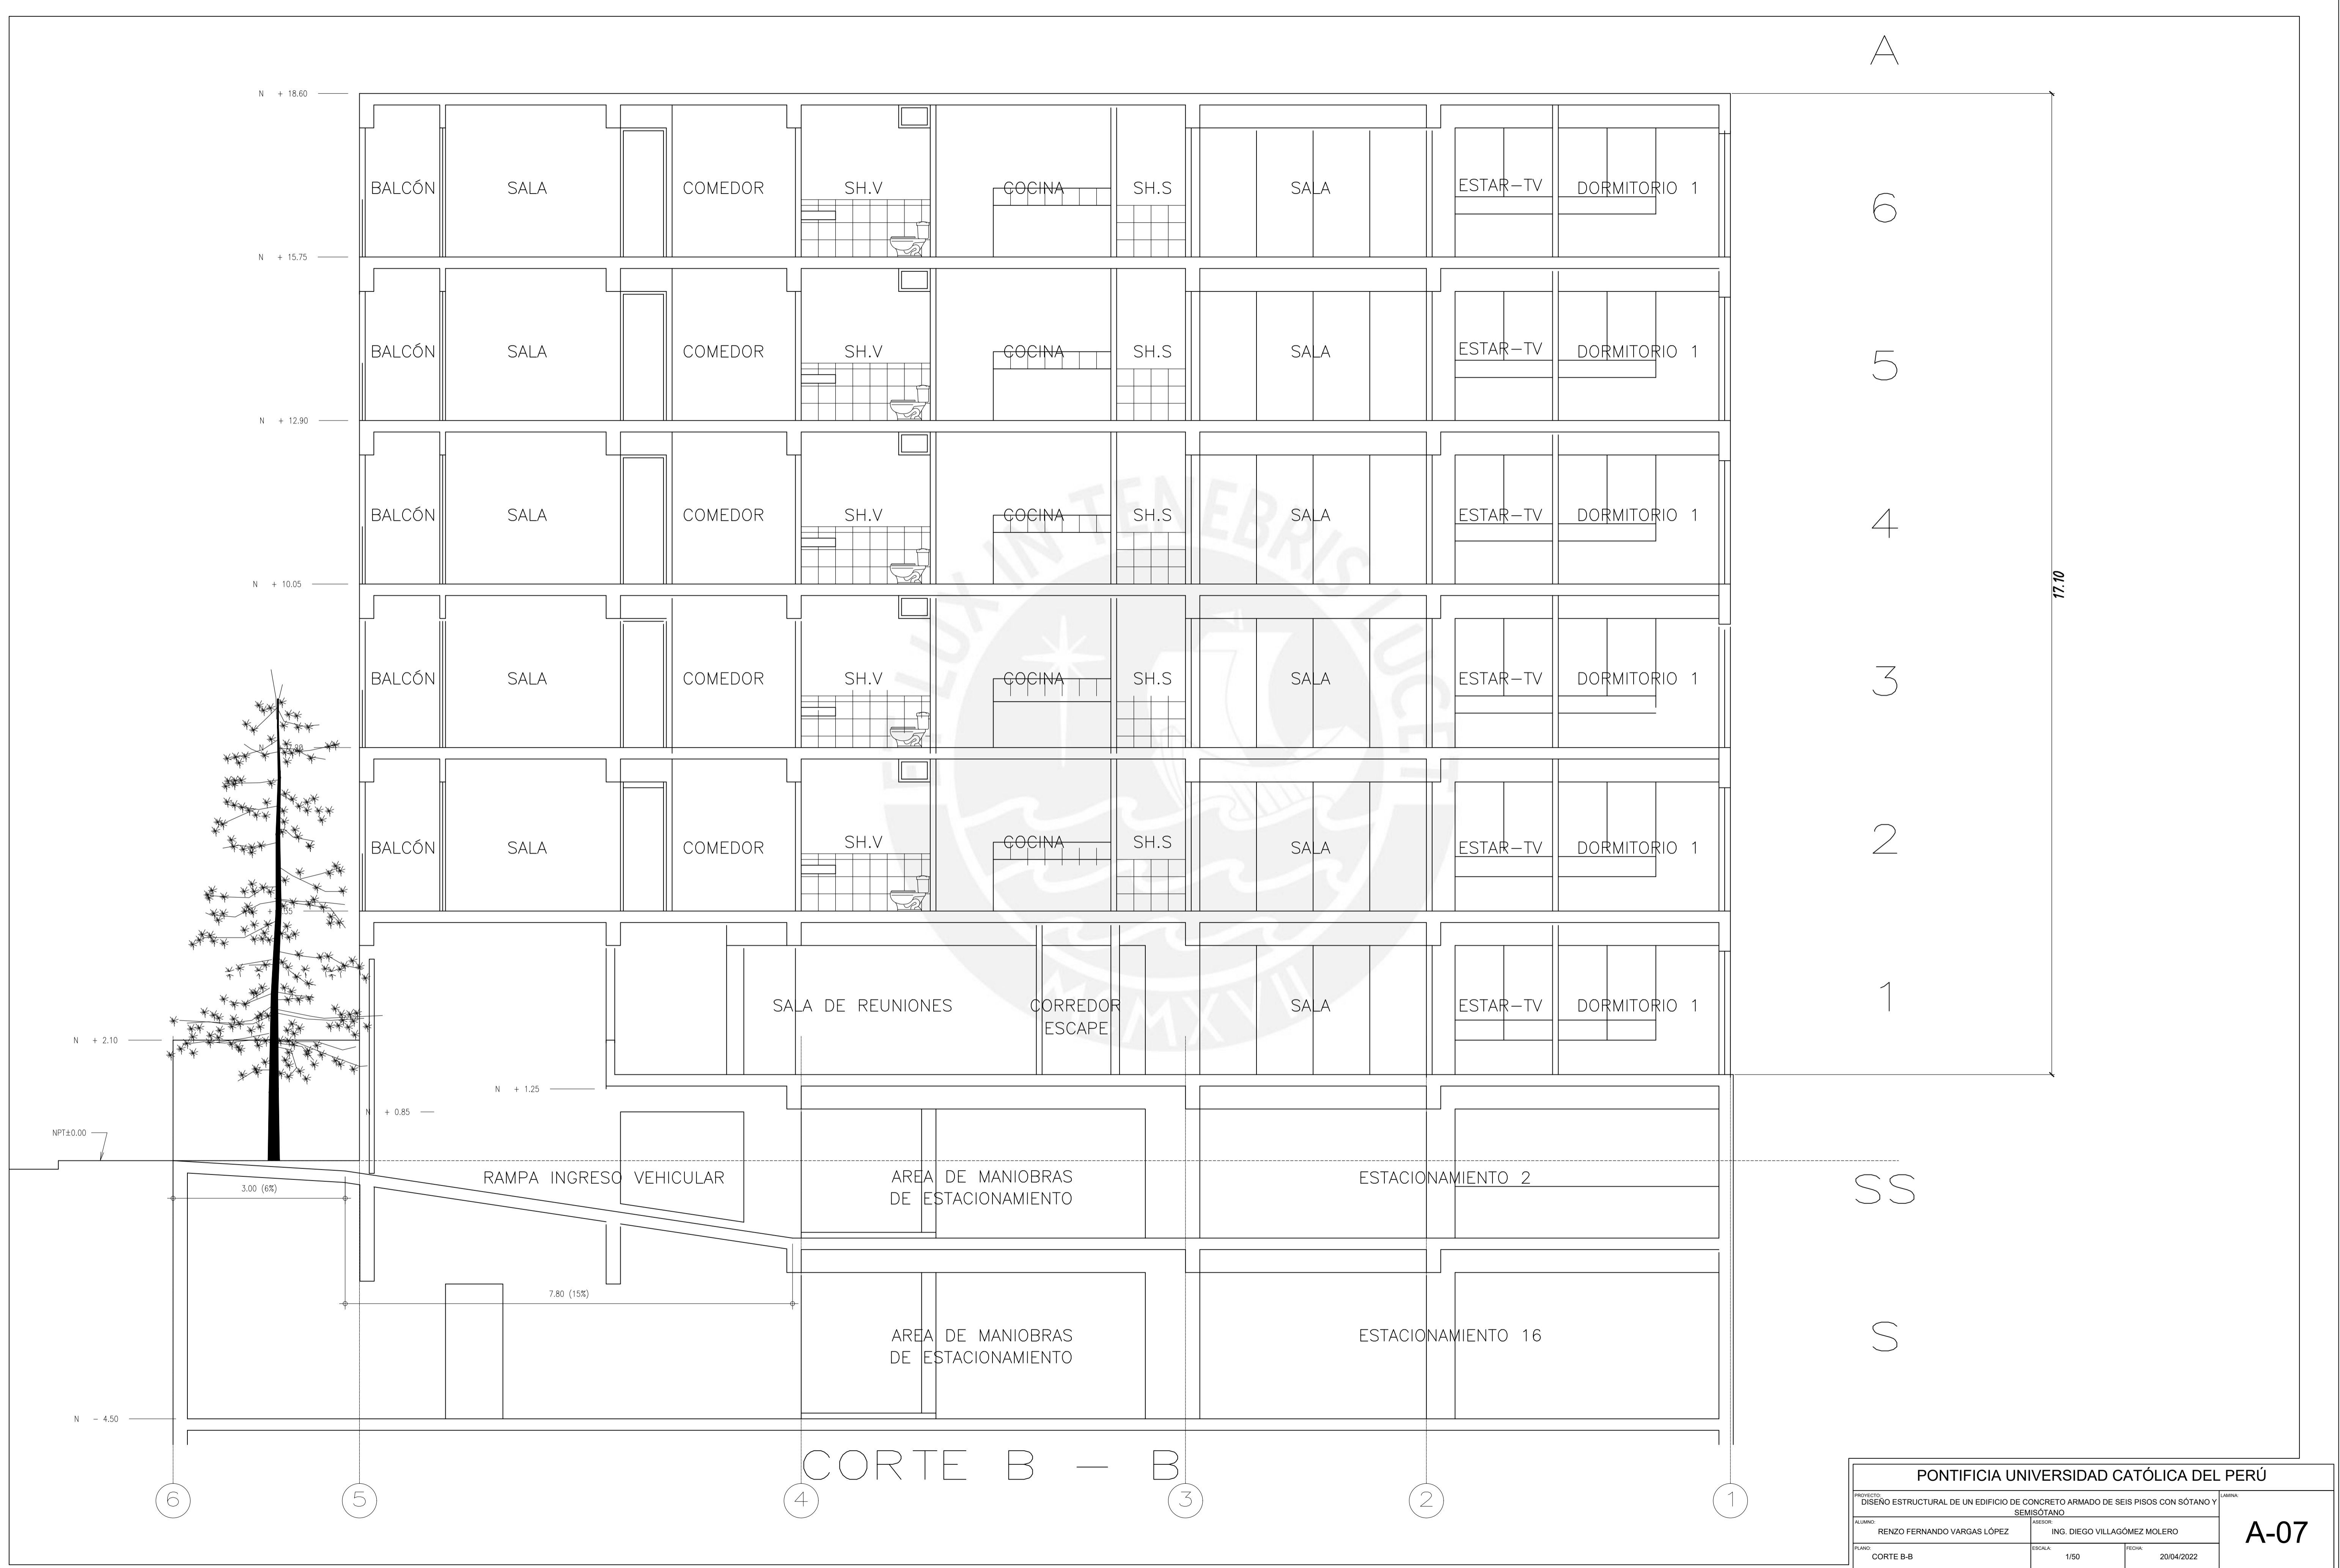 A
N + 18.60
BALCÓN SALA COMEDOR SH.V COCINA SH.S SALA ESTAR-TV DORMITORIO 1
6
N + 15.75
BALCÓN SALA COMEDOR SH.V COCINA SH.S SALA ESTAR-TV DORMITORIO 1
5
N + 12.90
BALCÓN SALA COMEDOR SH.V COCINA SH.S SALA ESTAR-TV DORMITORIO 1
4
ET LUX IN TENEBRIS LUCET
MCMXVII
N + 10.05
17.10
BALCÓN SALA COMEDOR SH.V COCINA SH.S SALA ESTAR-TV DORMITORIO 1
3
N
BALCÓN SALA COMEDOR SH.V COCINA SH.S SALA ESTAR-TV DORMITORIO 1
2
SALA DE REUNIONES
CORREDOR
ESCAPE
SALA ESTAR-TV DORMITORIO 1
1
N + 2.10
N + 1.25
N + 0.85
NPT±0.00
3.00 (6%)
RAMPA INGRESO VEHICULAR
AREA DE MANIOBRAS
DE ESTACIONAMIENTO
ESTACIONAMIENTO 2
SS
7.80 (15%)
AREA DE MANIOBRAS
DE ESTACIONAMIENTO
ESTACIONAMIENTO 16
S
N - 4.50
CORTE B - B
6 5 4 3 2 1
PONTIFICIA UNIVERSIDAD CATÓLICA DEL PERÚ
PROYECTO:
DISEÑO ESTRUCTURAL DE UN EDIFICIO DE CONCRETO ARMADO DE SEIS PISOS CON SÓTANO Y
SEMISÓTANO
LAMINA:
A-07
ALUMNO:
RENZO FERNANDO VARGAS LÓPEZ
ASESOR:
ING. DIEGO VILLAGÓMEZ MOLERO
PLANO:
CORTE B-B
ESCALA:
1/50
FECHA:
20/04/2022